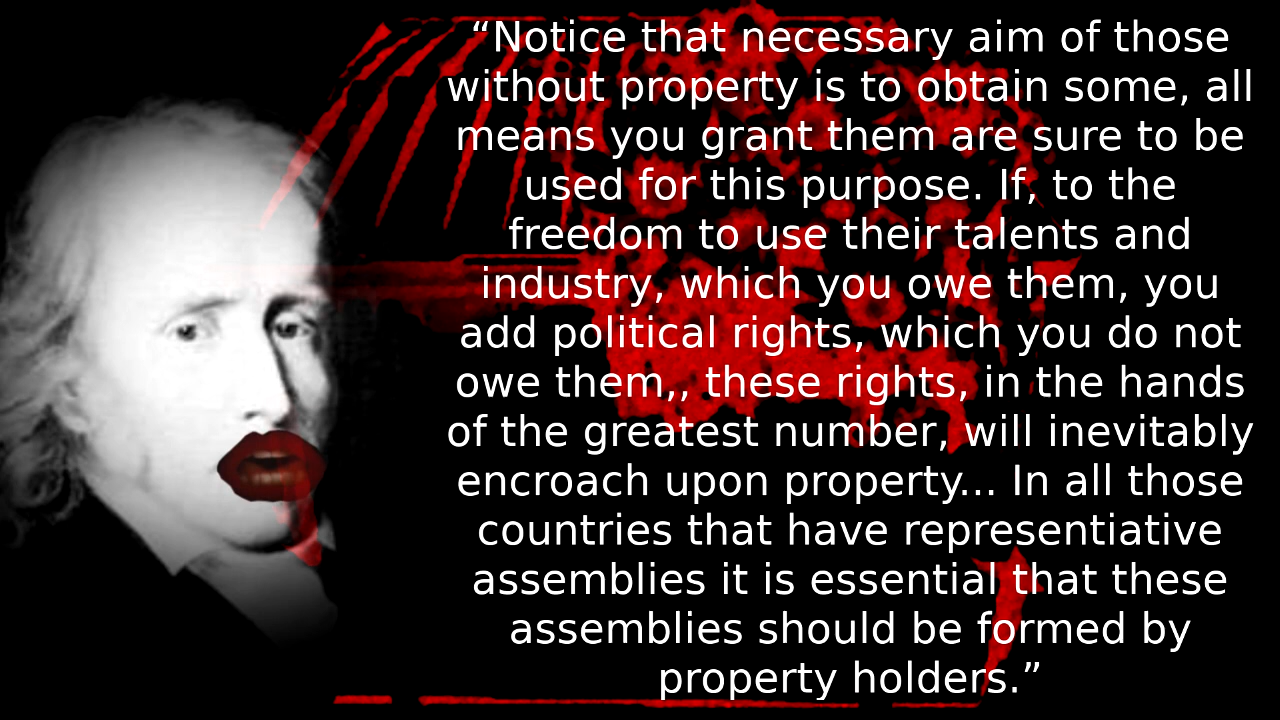 “Notice that necessary aim of those
without property is to obtain some, all
means you grant them are sure to be
used for this purpose. If, to the
freedom to use their talents and
industry, which you owe them, you
add political rights, which you do not
owe them,, these rights, in the hands
of the greatest number, will inevitably
encroach upon property... In all those
countries that have representiative
assemblies it is essential that these
assemblies should be formed by
property holders.”